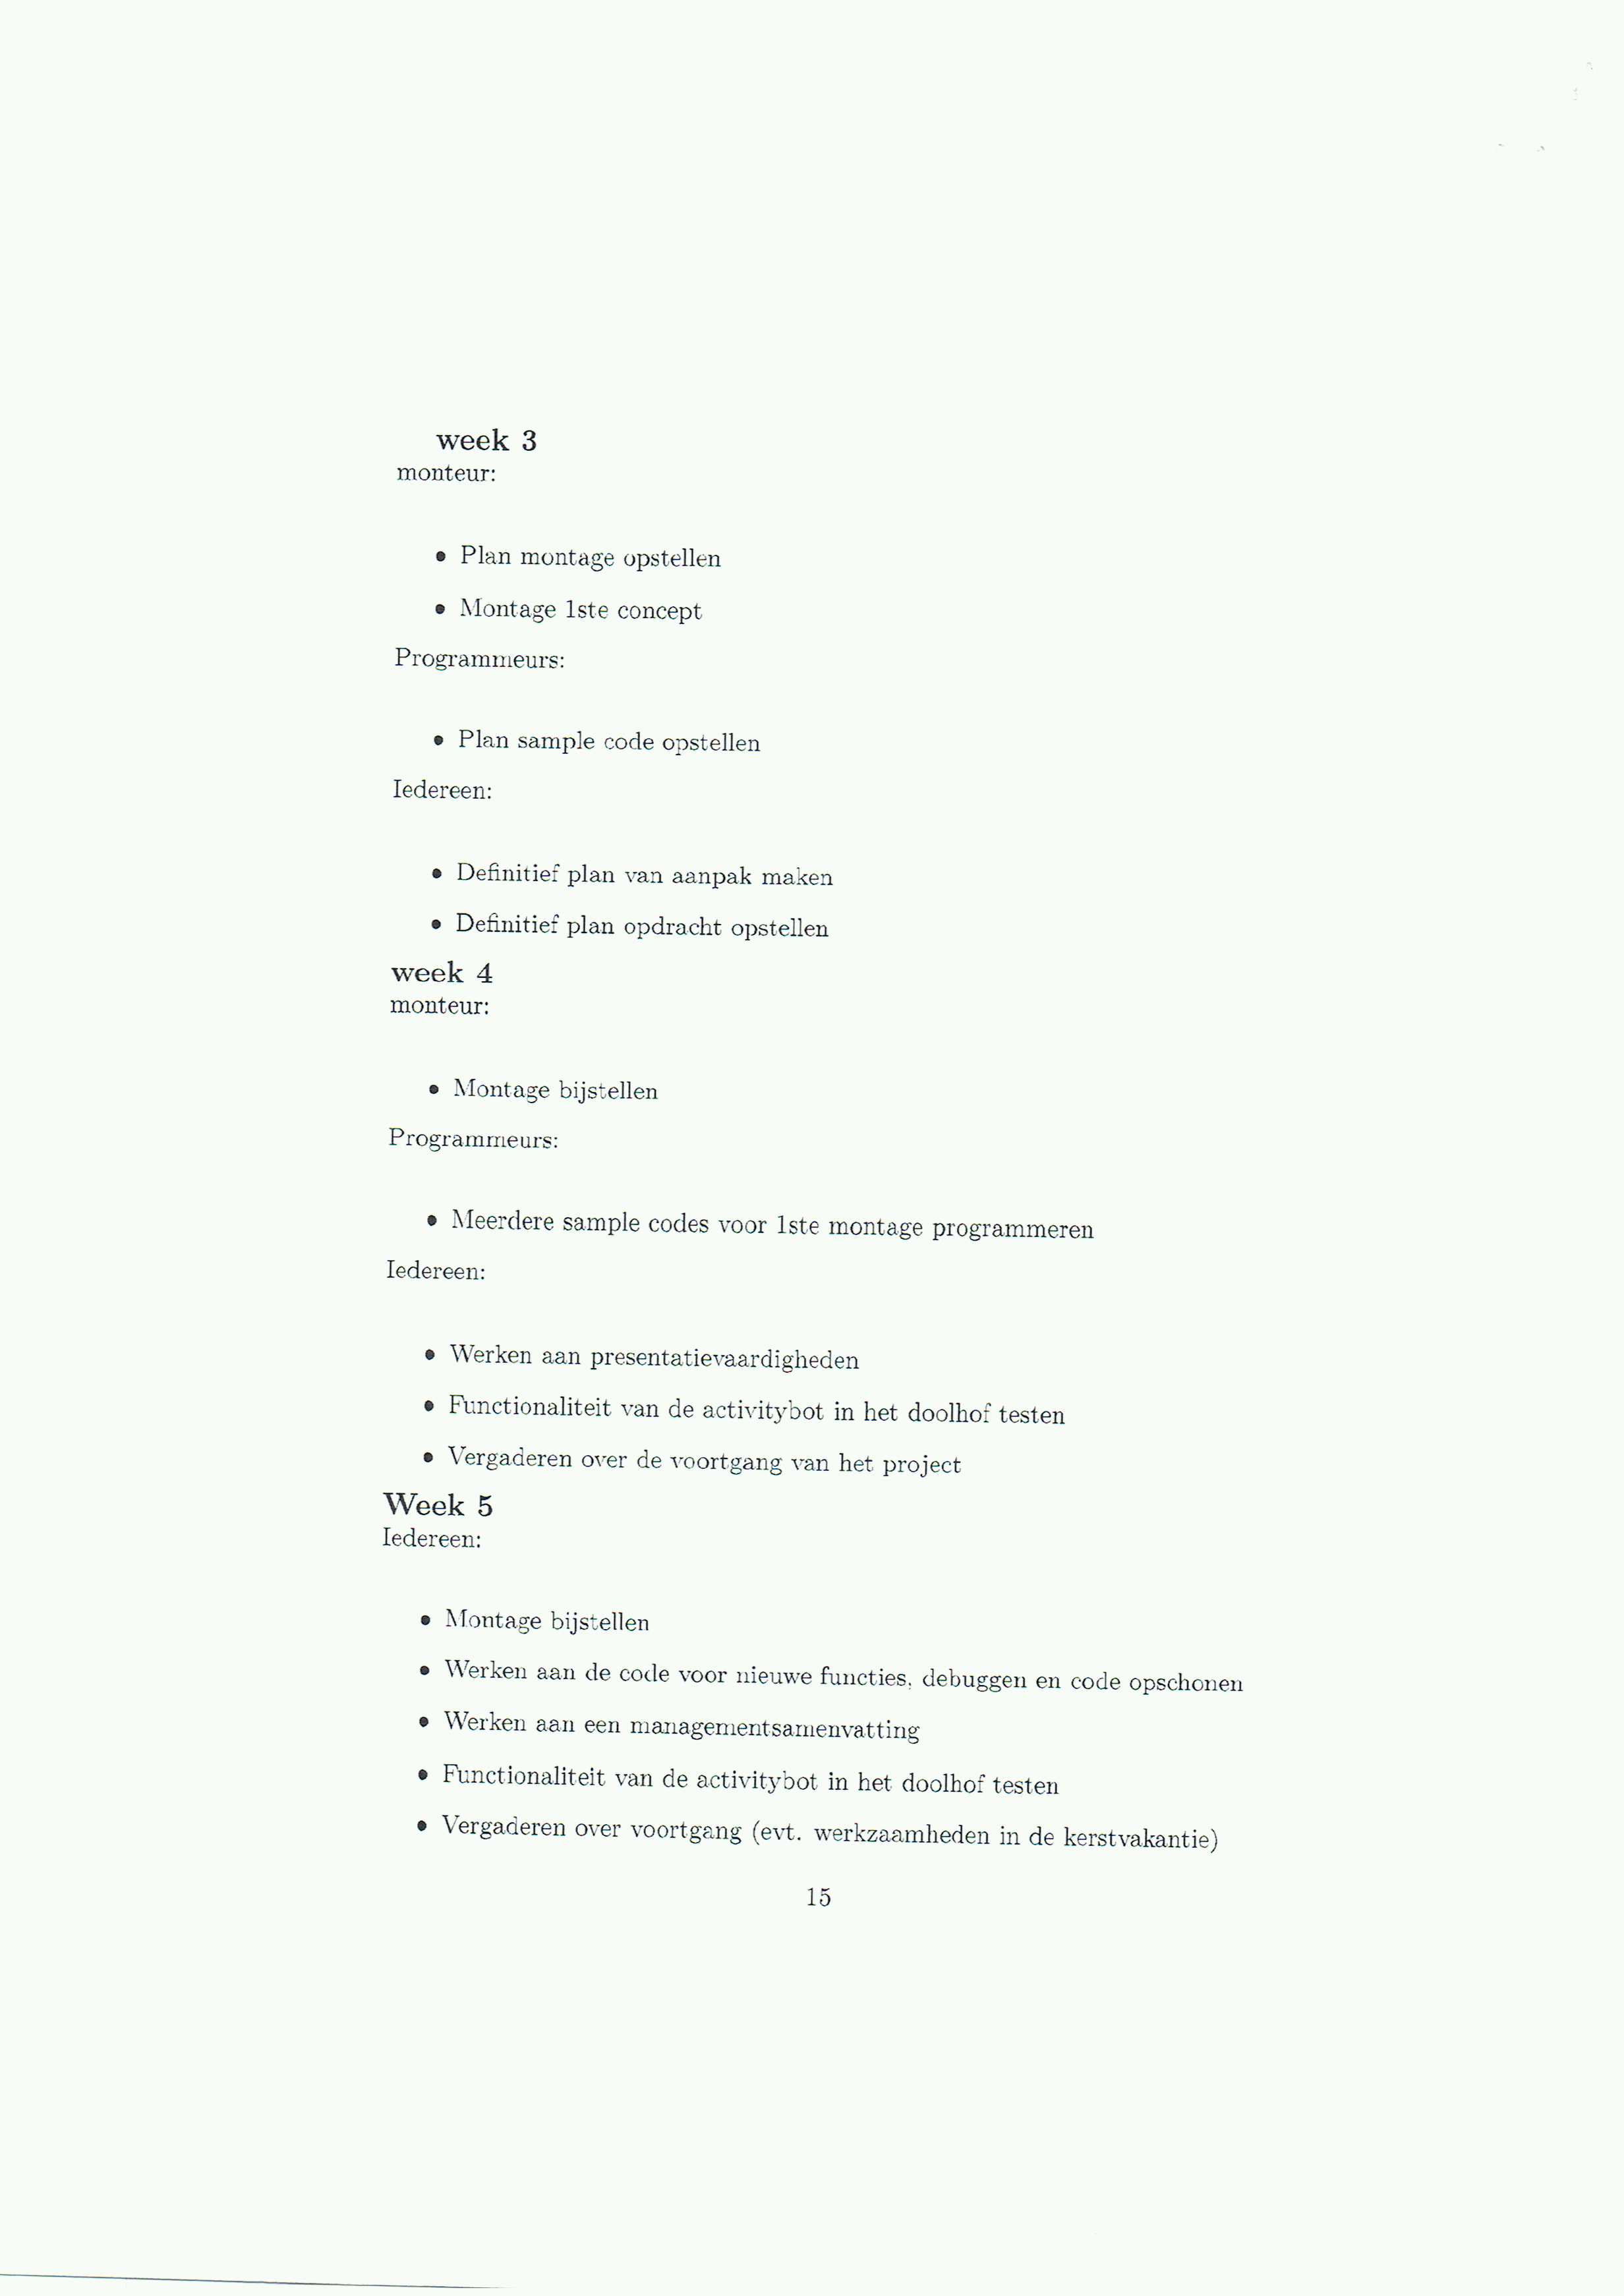 week 3
monteur:
• Plan montage opstellen
• Montage 1ste concept
Programmeurs:
• Plan sample code opstellen
Iedereen:
• Definitief plan van aanpak maken
• Definitief plan opdracht opstellen
week 4
monteur:
• Montage bijstellen
Programmeurs:
• Meerdere sample codes voor 1ste montage programmeren
Iedereen:
• Werken aan presentatievaardigheden
• Functionaliteit van de activitybot in het doolhof testen
• Vergaderen over de voortgang van het project
Week 5
Iedereen:
• Montage bijstellen
• Werken aan de code voor nieuwe functies, debuggen en code opschonen
• Werken aan een managementsamenvatting
• Functionaliteit van de activitybot in het doolhof testen
• Vergaderen over voortgang (evt. werkzaamheden in de kerstvakantie)
15